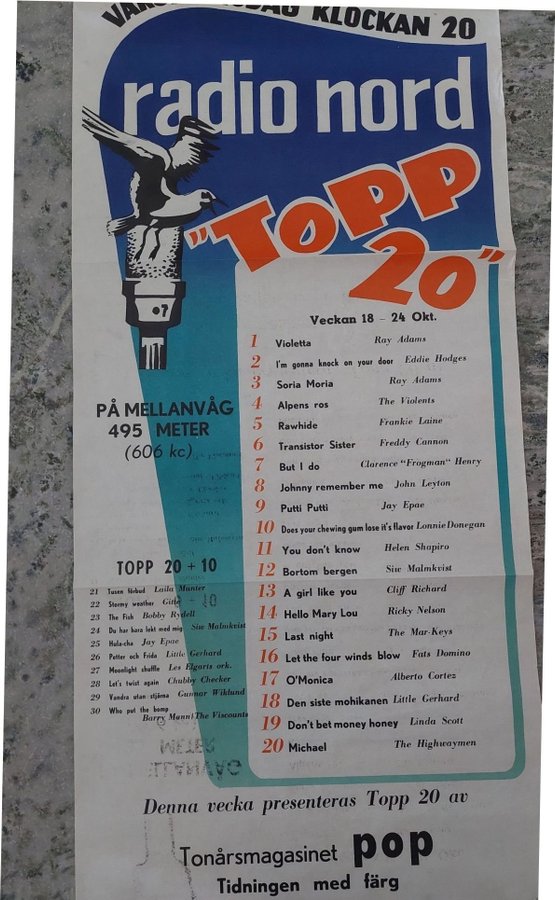 KLOCKAN 20
radio nord
"TOPP
20"
Veckan 18 - 24 Okt.
1 Violetta Ray Adams
2 I'm gonna knock on your door Eddie Hodges
3 Soria Moria Ray Adams
4 Alpens ros The Violents
5 Rawhide Frankie Laine
6 Transistor Sister Freddy Cannon
7 But I do Clarence "Frogman" Henry
8 Johnny remember me John Leyton
9 Putti Putti Jay Epae
10 Does your chewing gum lose it's flavor Lonnie Donegan
11 You don't know Helen Shapiro
12 Bortom bergen Siw Malmkvist
13 A girl like you Cliff Richard
14 Hello Mary Lou Ricky Nelson
15 Last night The Mar-Keys
16 Let the four winds blow Fats Domino
17 O'Monica Alberto Cortez
18 Den siste mohikanen Little Gerhard
19 Don't bet money honey Linda Scott
20 Michael The Highwaymen
PÅ MELLANVÅG
495 METER
(606 kc)
TOPP 20 + 10
21 Tusen förbud Laila Manter
22 Stormy weather Gitte
23 The Fish Bobby Rydell
24 Du har bara lekt med mig Siw Malmkvist
25 Hula-cha Jay Epae
26 Petter och Frida Little Gerhard
27 Moonlight shuffle Les Elgarts ork.
28 Let's twist again Chubby Checker
29 Vandra utan stjärna Gunnar Wiklund
30 Who put the bomp
Barry Mann/The Viscounts
Denna vecka presenteras Topp 20 av
Tonårsmagasinet pop
Tidningen med färg